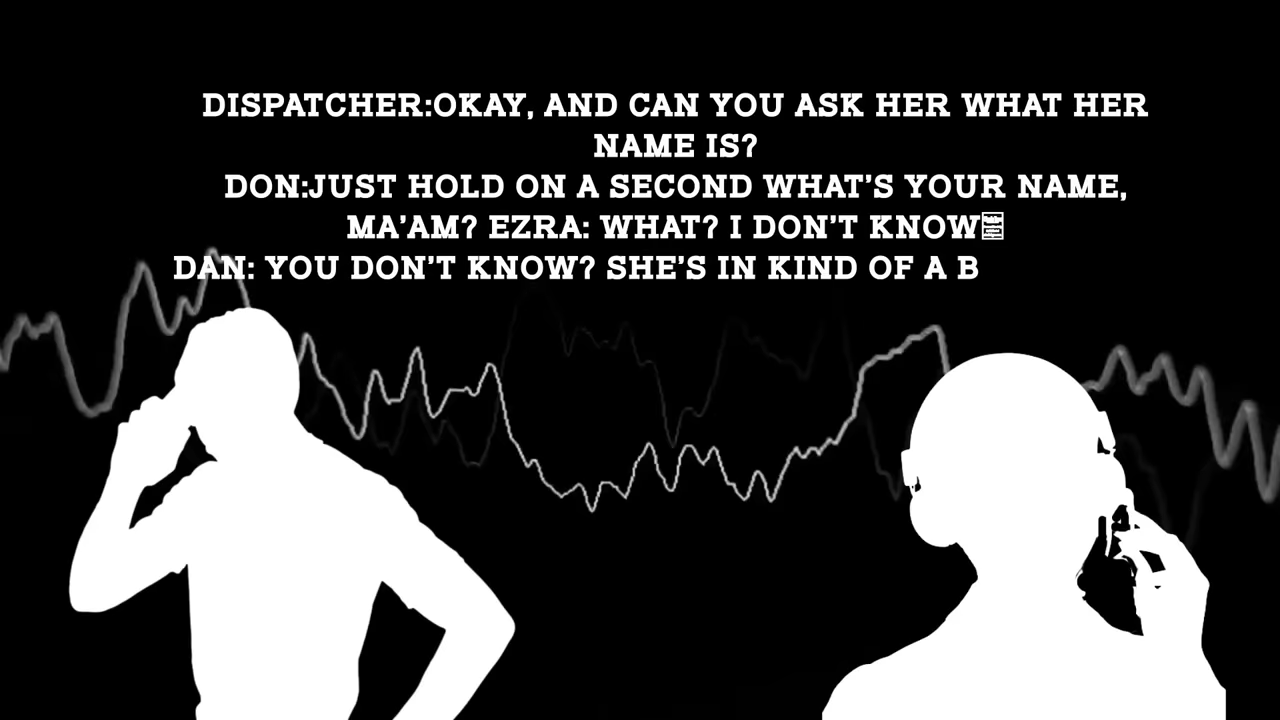 DISPATCHER:OKAY, AND CAN YOU ASK HER WHAT HER
NAME IS?
DON:JUST HOLD ON A SECOND WHAT'S YOUR NAME,
MA'AM? EZRA: WHAT? I DON'T KNOW
DAN: YOU DON'T KNOW? SHE'S IN KIND OF A B